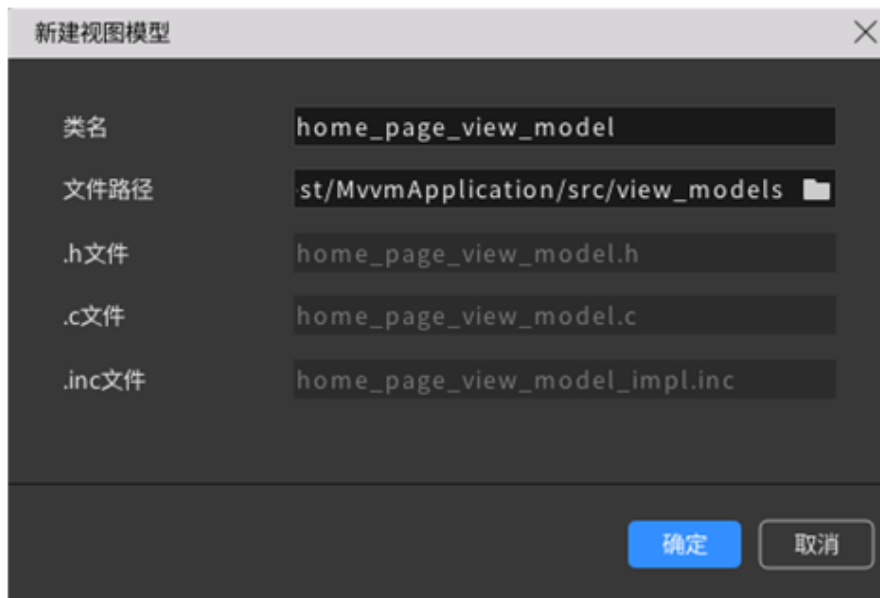 新建视图模型
类名 home_page_view_model
文件路径 st/MvvmApplication/src/view_models
.h文件 home_page_view_model.h
.c文件 home_page_view_model.c
.inc文件 home_page_view_model_impl.inc
确定 取消